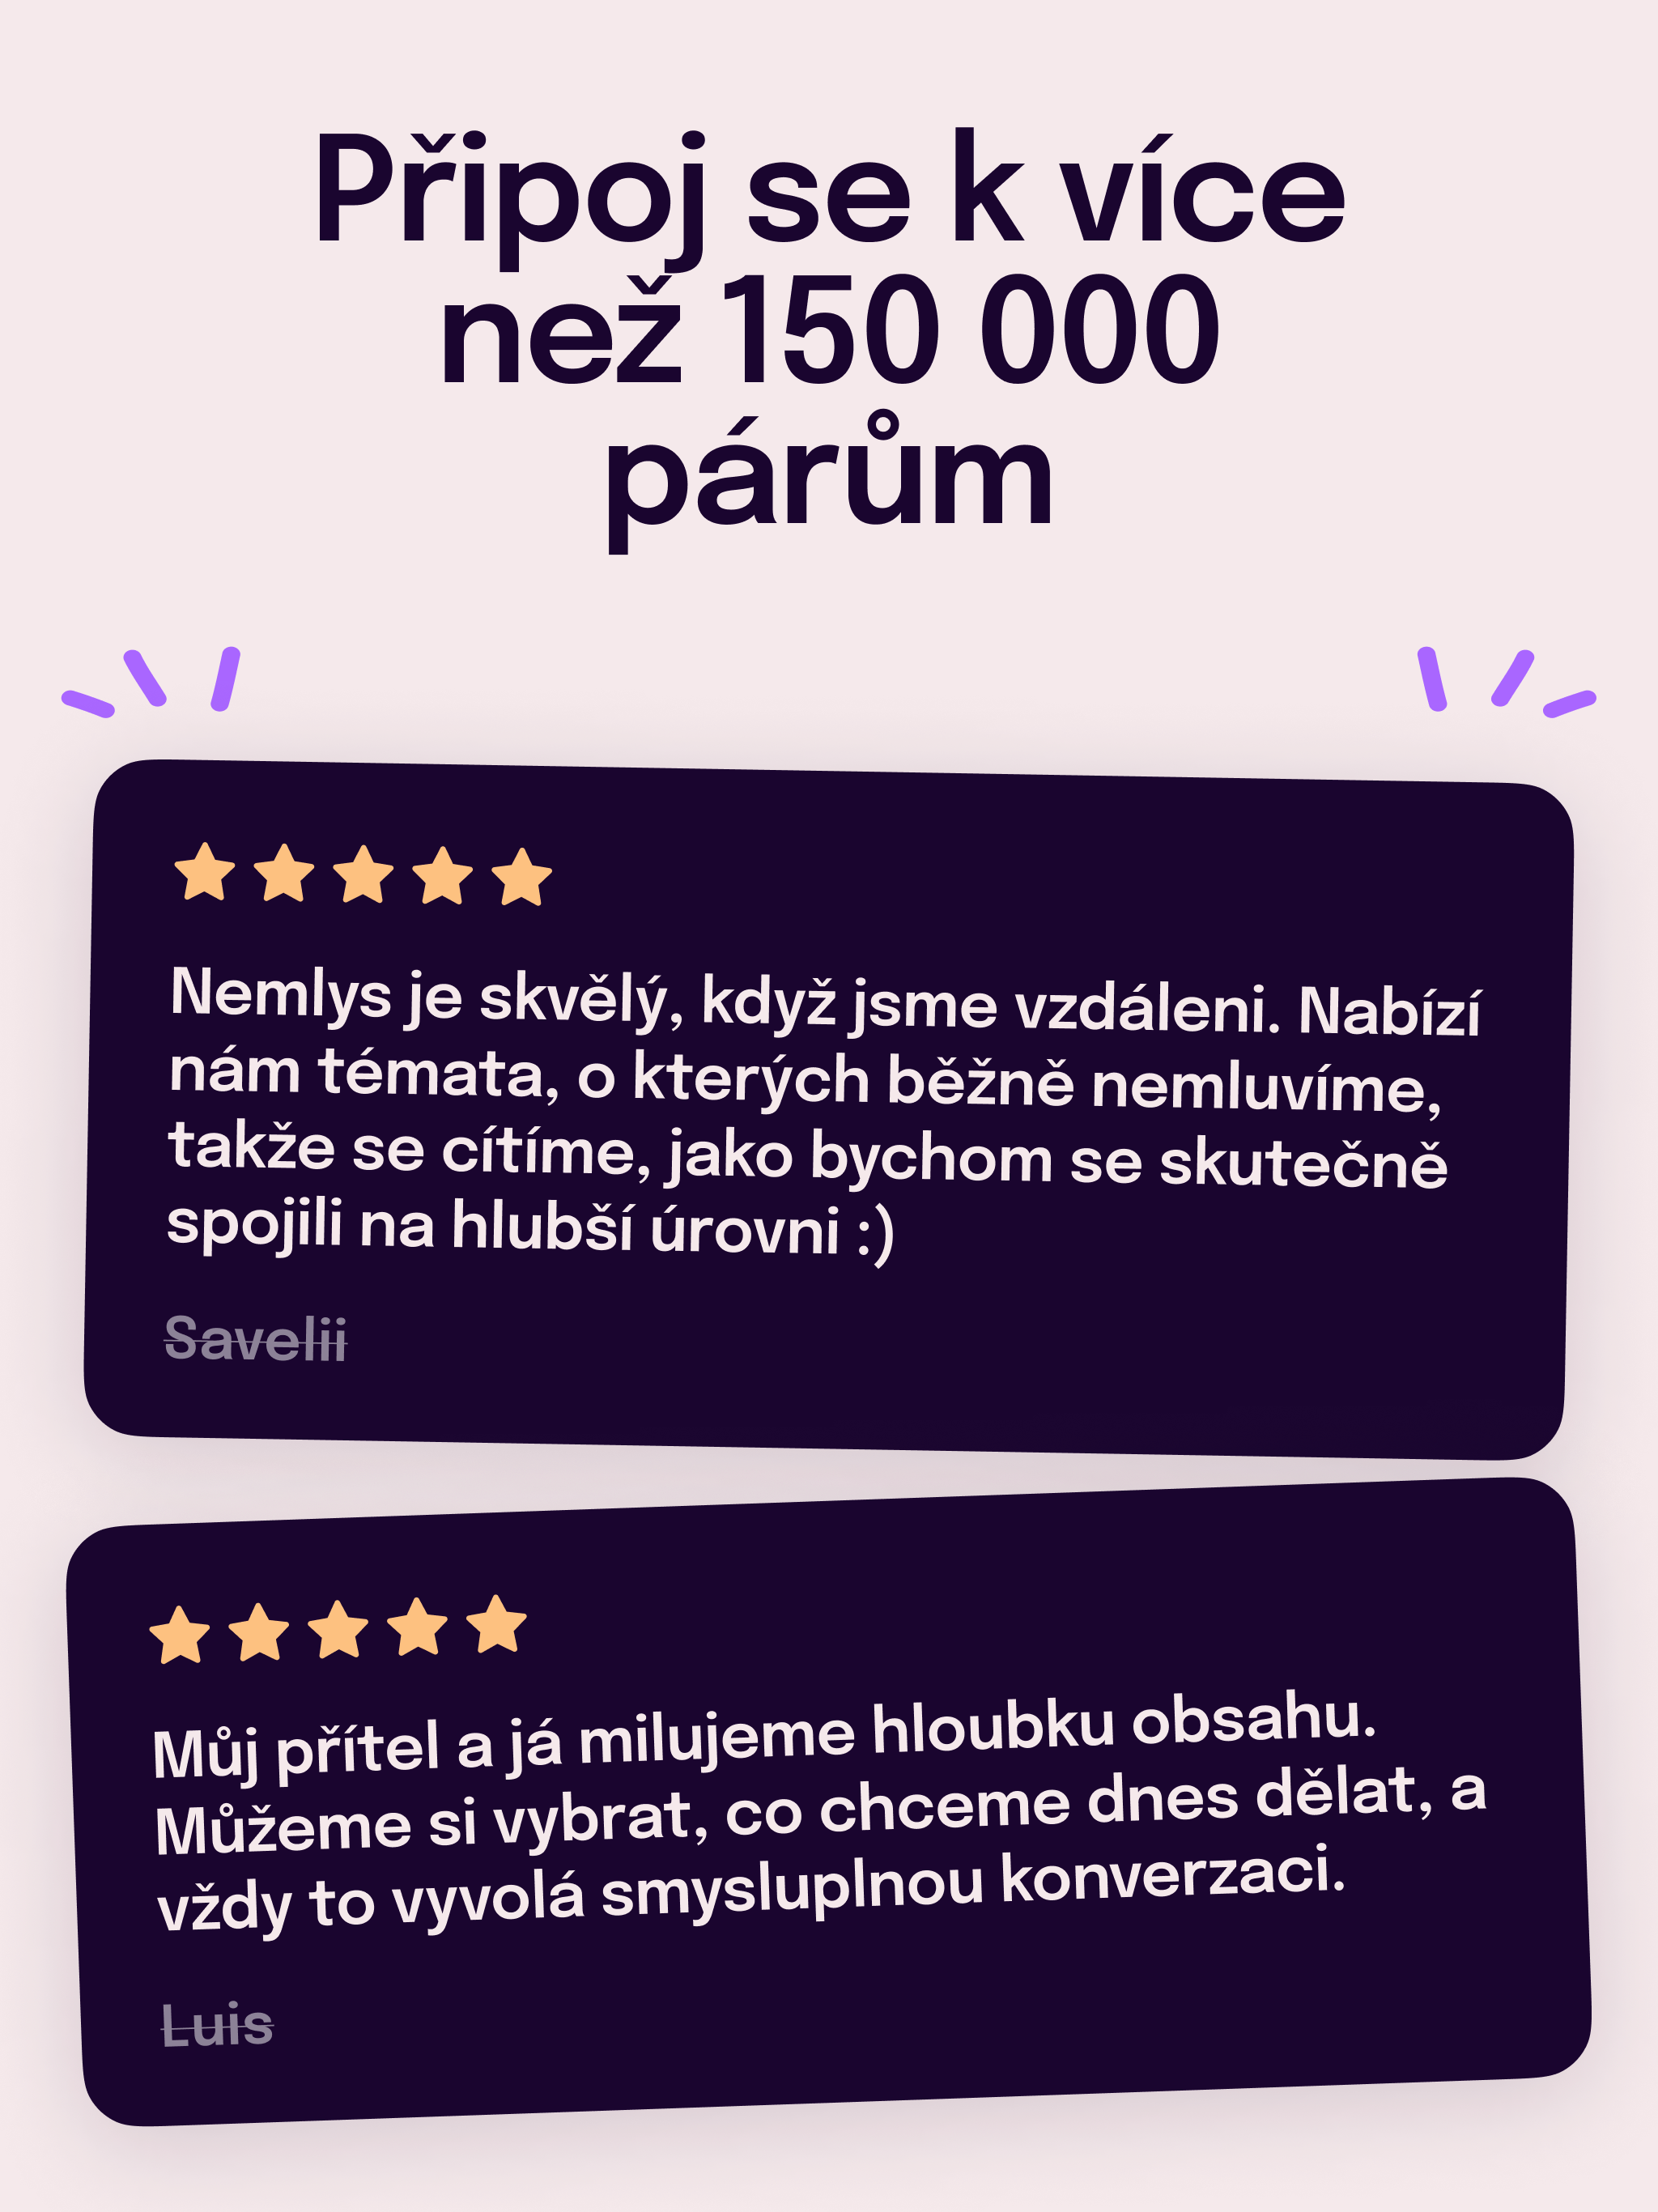 Připoj se k více
než 150 000
párům
Nemlys je skvělý, když jsme vzdáleni. Nabízí
nám témata, o kterých běžně nemluvíme,
takže se cítíme, jako bychom se skutečně
spojili na hlubší úrovni :)
Savelii
Můj přítel a já milujeme hloubku obsahu.
Můžeme si vybrat, co chceme dnes dělat, a
vždy to vyvolá smysluplnou konverzaci.
Luis